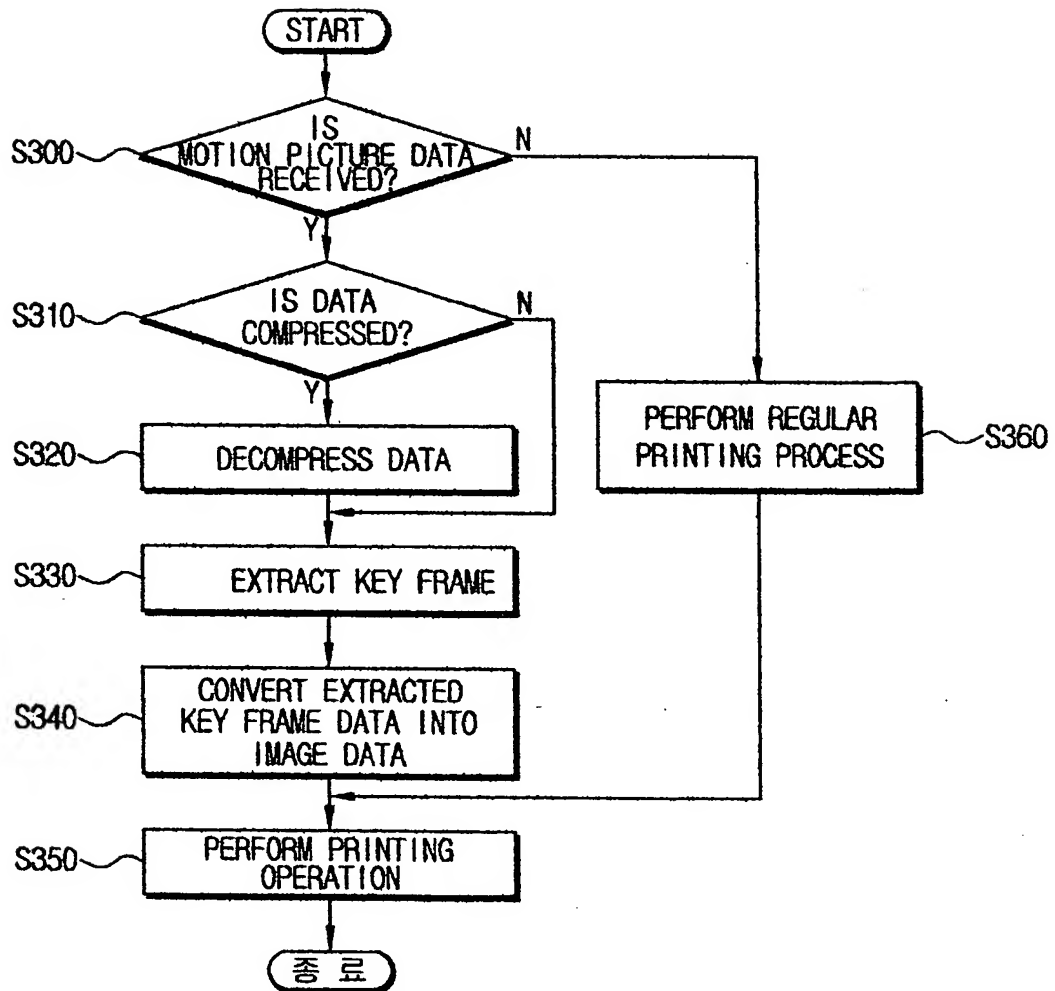 START
S300
IS
MOTION PICTURE DATA
RECEIVED?
N
Y
S310
IS DATA
COMPRESSED?
N
Y
S320
DECOMPRESS DATA
PERFORM REGULAR
PRINTING PROCESS
S360
S330
EXTRACT KEY FRAME
S340
CONVERT EXTRACTED
KEY FRAME DATA INTO
IMAGE DATA
S350
PERFORM PRINTING
OPERATION
종 료